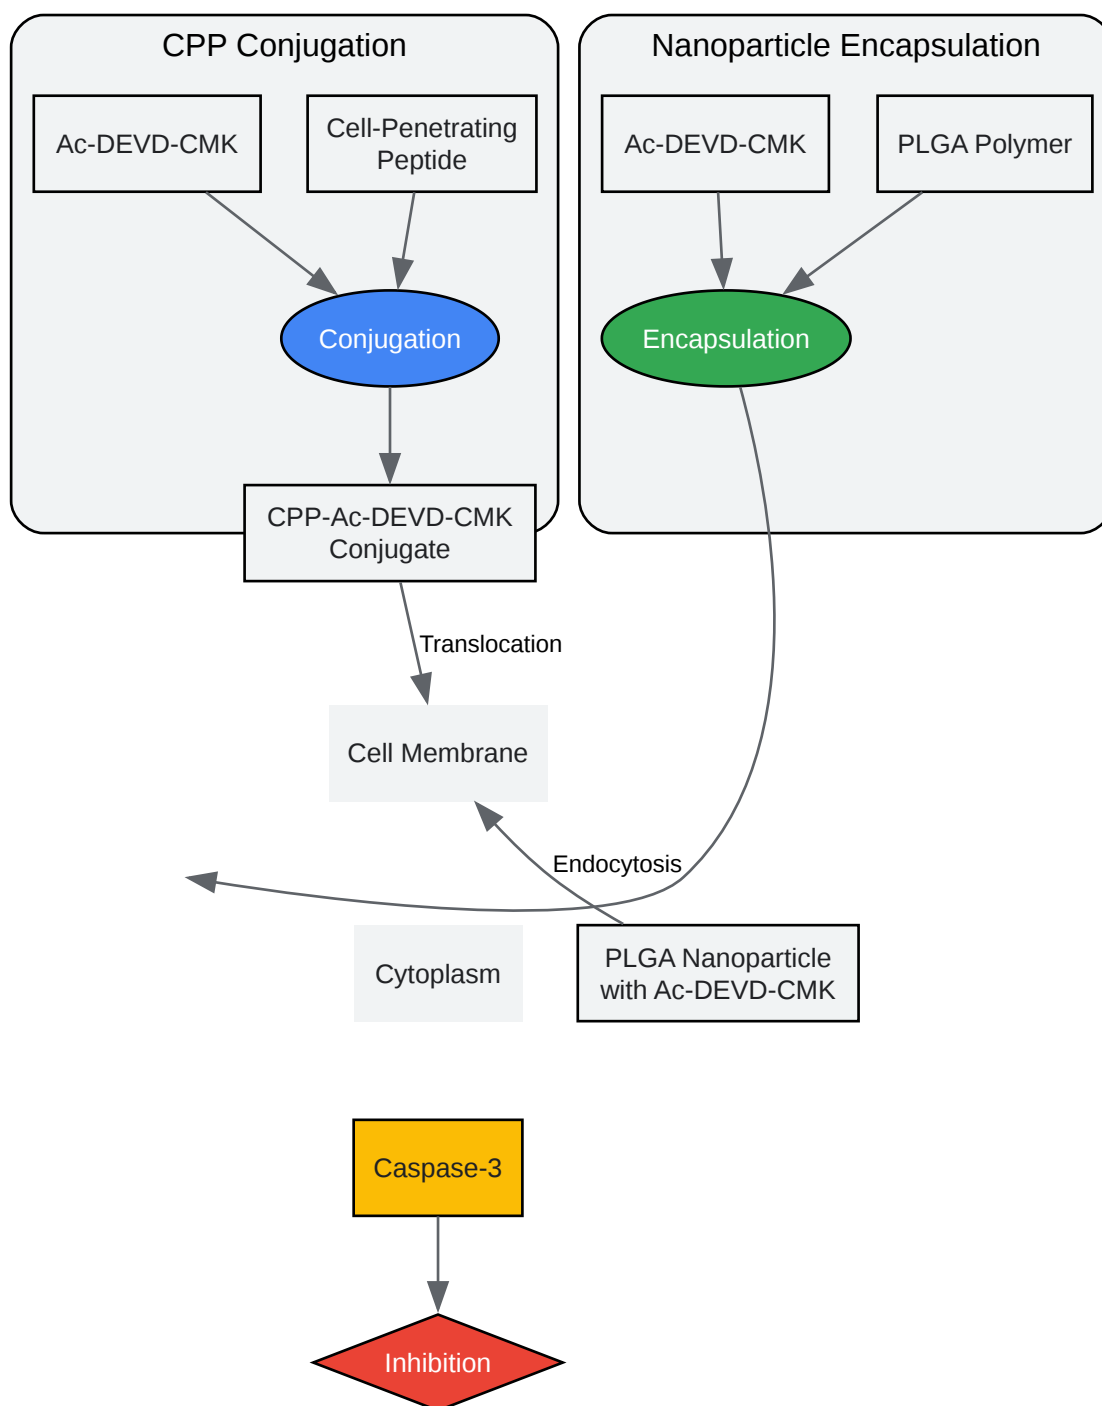 CPP Conjugation
Nanoparticle Encapsulation
Ac-DEVD-CMK
Cell-Penetrating
Peptide
Ac-DEVD-CMK
PLGA Polymer
Conjugation
Encapsulation
CPP-Ac-DEVD-CMK
Conjugate
Translocation
Cell Membrane
Endocytosis
Cytoplasm
PLGA Nanoparticle
with Ac-DEVD-CMK
Caspase-3
Inhibition